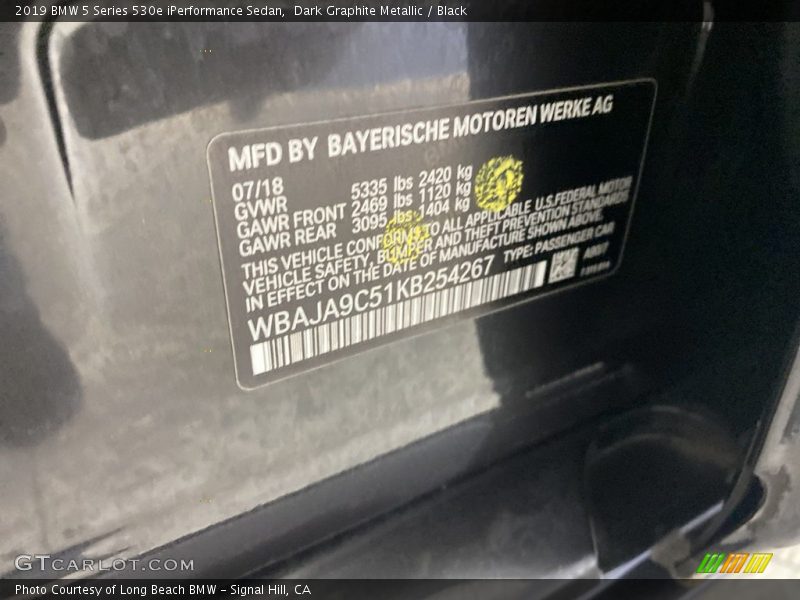 2019 BMW 5 Series 530e iPerformance Sedan, Dark Graphite Metallic / Black
MFD BY BAYERISCHE MOTOREN WERKE AG
07/18
GVWR 5335 lbs 2420 kg
GAWR FRONT 2469 lbs 1120 kg
GAWR REAR 3095 lbs 1404 kg
THIS VEHICLE CONFORMS TO ALL APPLICABLE U.S. FEDERAL MOTOR
VEHICLE SAFETY, BUMPER AND THEFT PREVENTION STANDARDS
IN EFFECT ON THE DATE OF MANUFACTURE SHOWN ABOVE.
WBAJA9C51KB254267 TYPE: PASSENGER CAR
GTCARLOT.COM
Photo Courtesy of Long Beach BMW - Signal Hill, CA